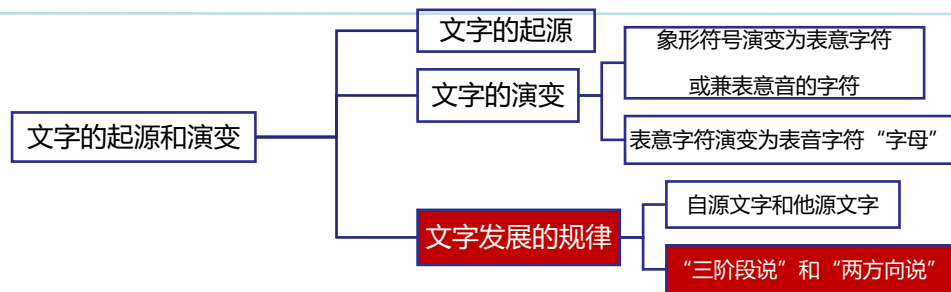 文字的起源
象形符号演变为表意字符
或兼表意音的字符
文字的演变
文字的起源和演变
表意字符演变为表音字符“字母”
自源文字和他源文字
文字发展的规律
“三阶段说”和“两方向说”